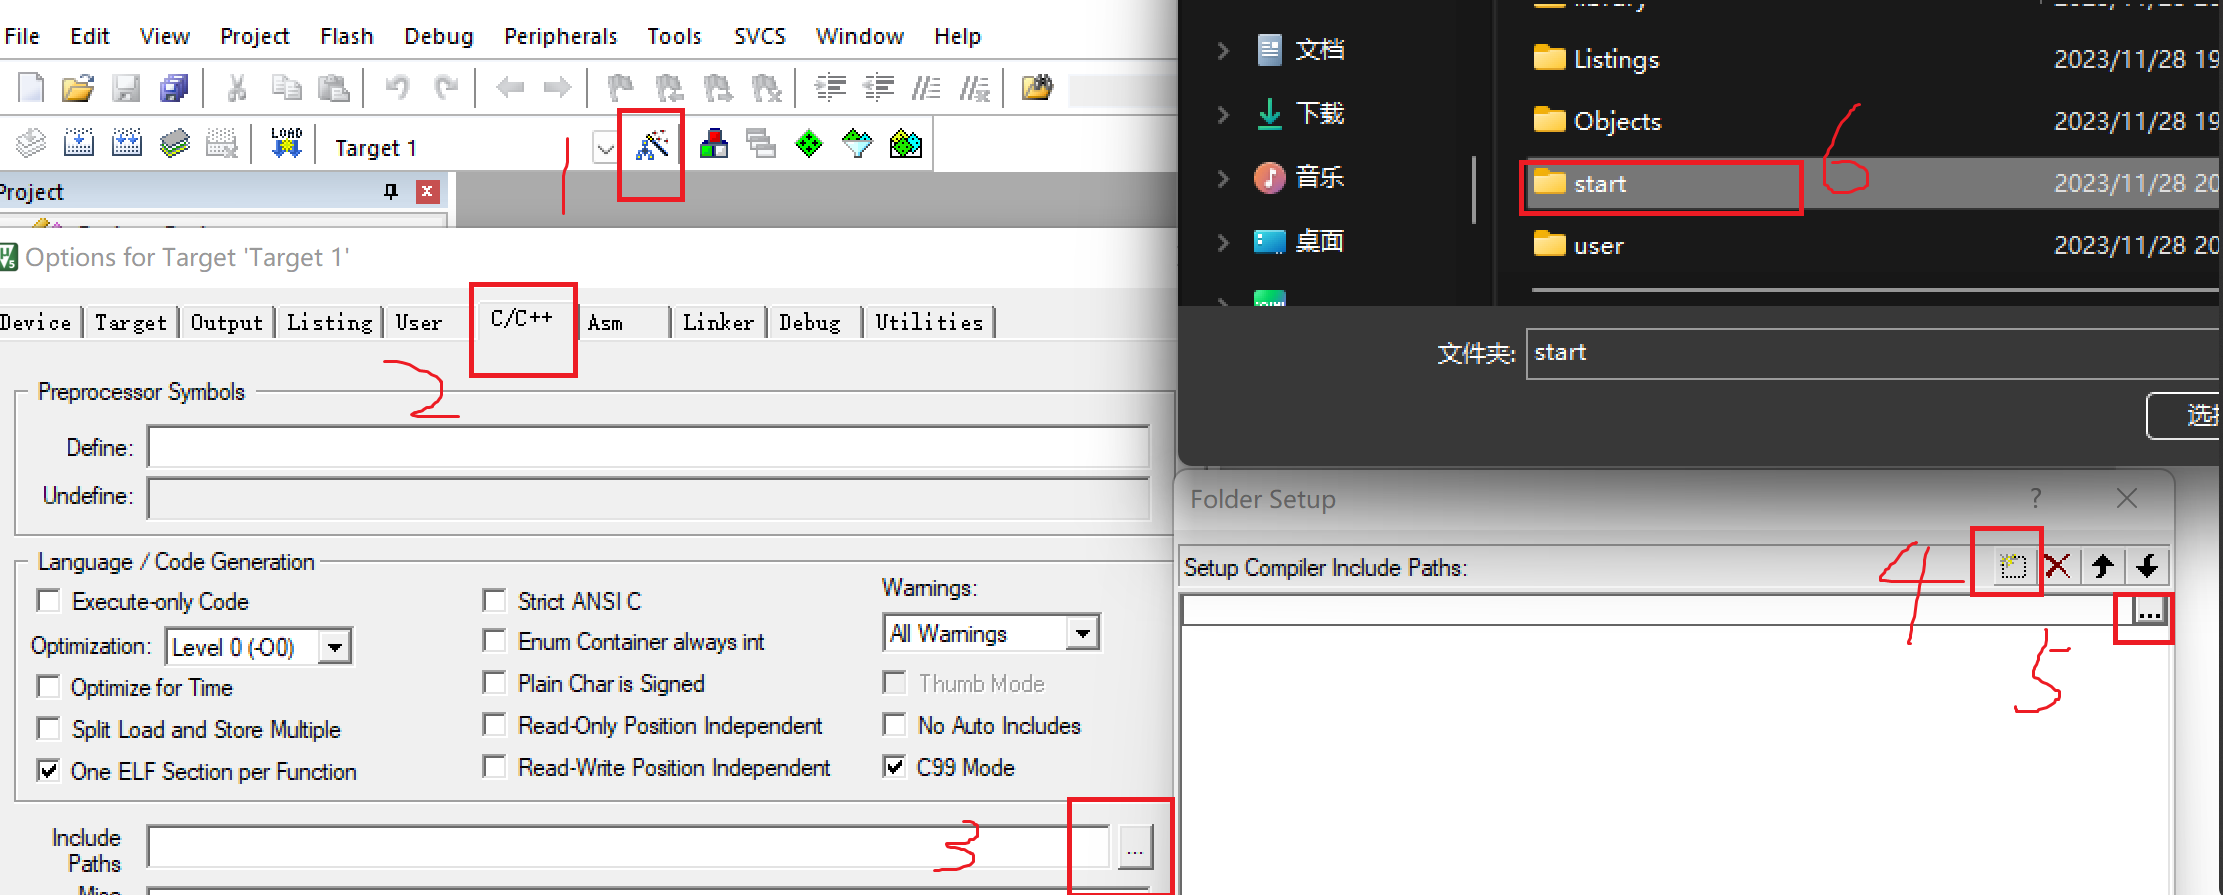 File Edit View Project Flash Debug Peripherals Tools SVCS Window Help
LOAD
Target 1
1
Project
Options for Target 'Target 1'
Device Target Output Listing User C/C++ Asm Linker Debug Utilities
2
Preprocessor Symbols
Define:
Undefine:
Language / Code Generation
Execute-only Code
Optimization: Level 0 (-O0)
Optimize for Time
Split Load and Store Multiple
One ELF Section per Function
Strict ANSI C
Enum Container always int
Plain Char is Signed
Read-Only Position Independent
Read-Write Position Independent
Warnings:
All Warnings
Thumb Mode
No Auto Includes
C99 Mode
Include
Paths
3
...
文档
下载
音乐
桌面
library
Listings 2023/11/28 19
Objects 2023/11/28 19
start 2023/11/28 20
6
user 2023/11/28 20
文件夹: start
选
Folder Setup ?
Setup Compiler Include Paths:
4
...
5